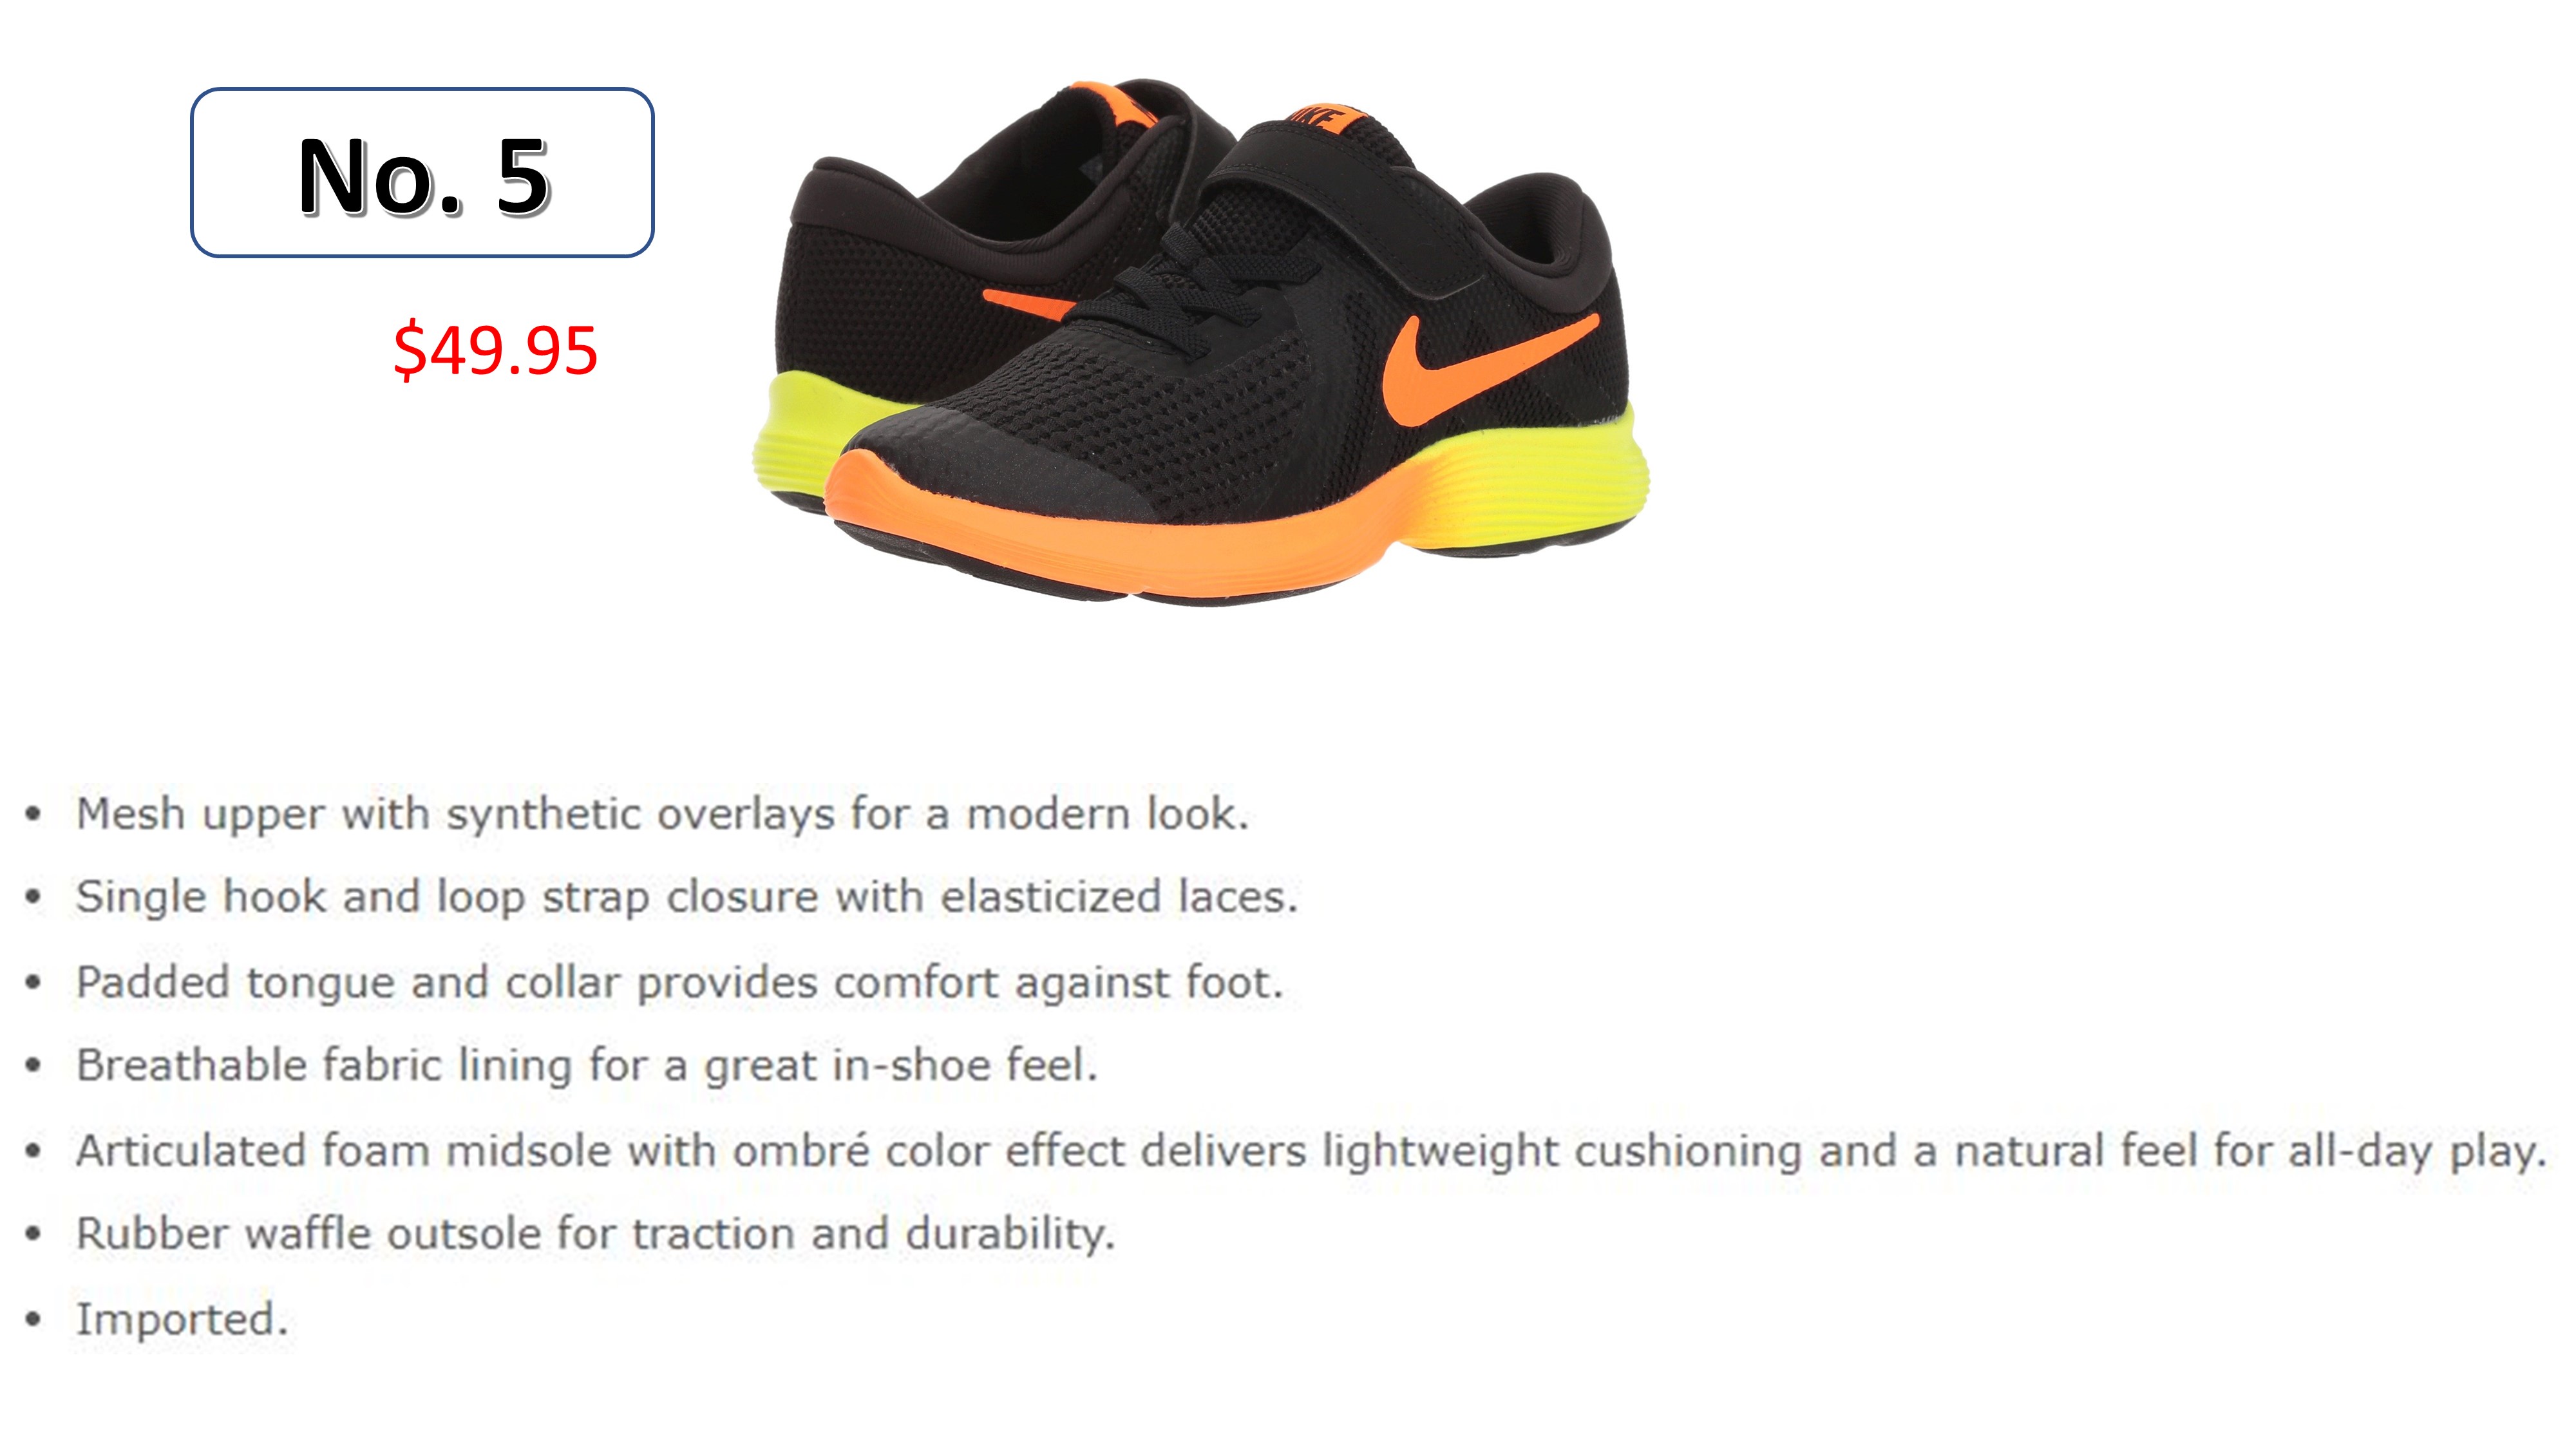 No. 5
$49.95
NIKE
• Mesh upper with synthetic overlays for a modern look.
• Single hook and loop strap closure with elasticized laces.
• Padded tongue and collar provides comfort against foot.
• Breathable fabric lining for a great in-shoe feel.
• Articulated foam midsole with ombré color effect delivers lightweight cushioning and a natural feel for all-day play.
• Rubber waffle outsole for traction and durability.
• Imported.